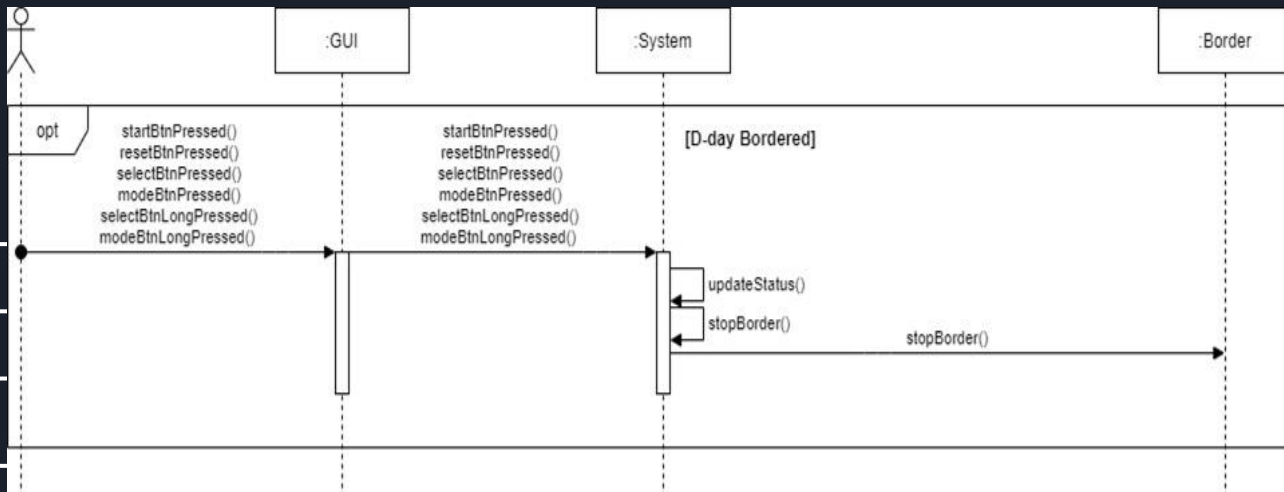 :GUI
:System
:Border
opt
startBtnPressed()
resetBtnPressed()
selectBtnPressed()
modeBtnPressed()
selectBtnLongPressed()
modeBtnLongPressed()
startBtnPressed()
resetBtnPressed()
selectBtnPressed()
modeBtnPressed()
selectBtnLongPressed()
modeBtnLongPressed()
[D-day Bordered]
updateStatus()
stopBorder()
stopBorder()